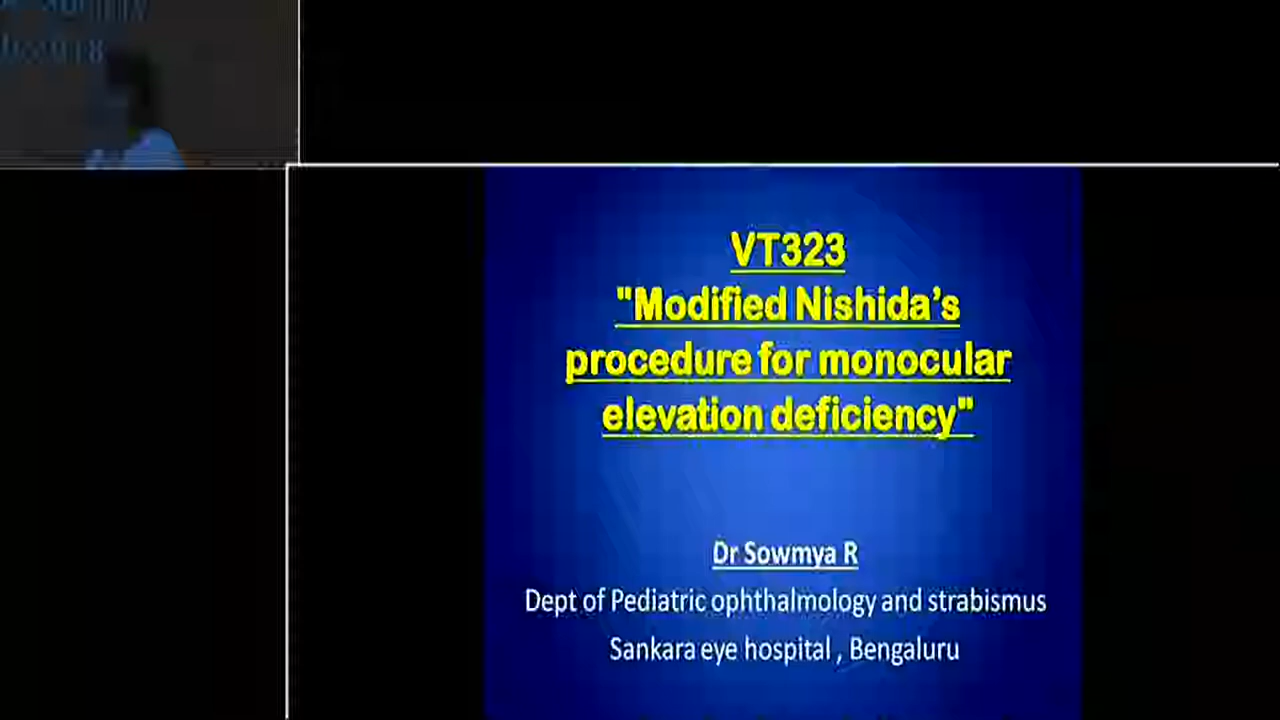 VT323
"Modified Nishida’s
procedure for monocular
elevation deficiency"
Dr Sowmya R
Dept of Pediatric ophthalmology and strabismus
Sankara eye hospital , Bengaluru